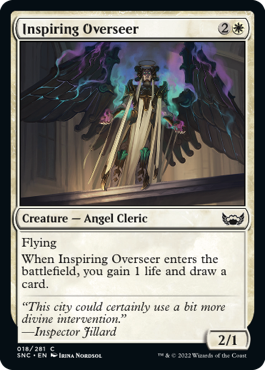 Inspiring Overseer 2
Creature — Angel Cleric
Flying
When Inspiring Overseer enters the
battlefield, you gain 1 life and draw a
card.
“This city could certainly use a bit more
divine intervention.”
—Inspector Jillard
2/1
018/281 C
SNC • EN Irina Nordsol
™ & © 2022 Wizards of the Coast